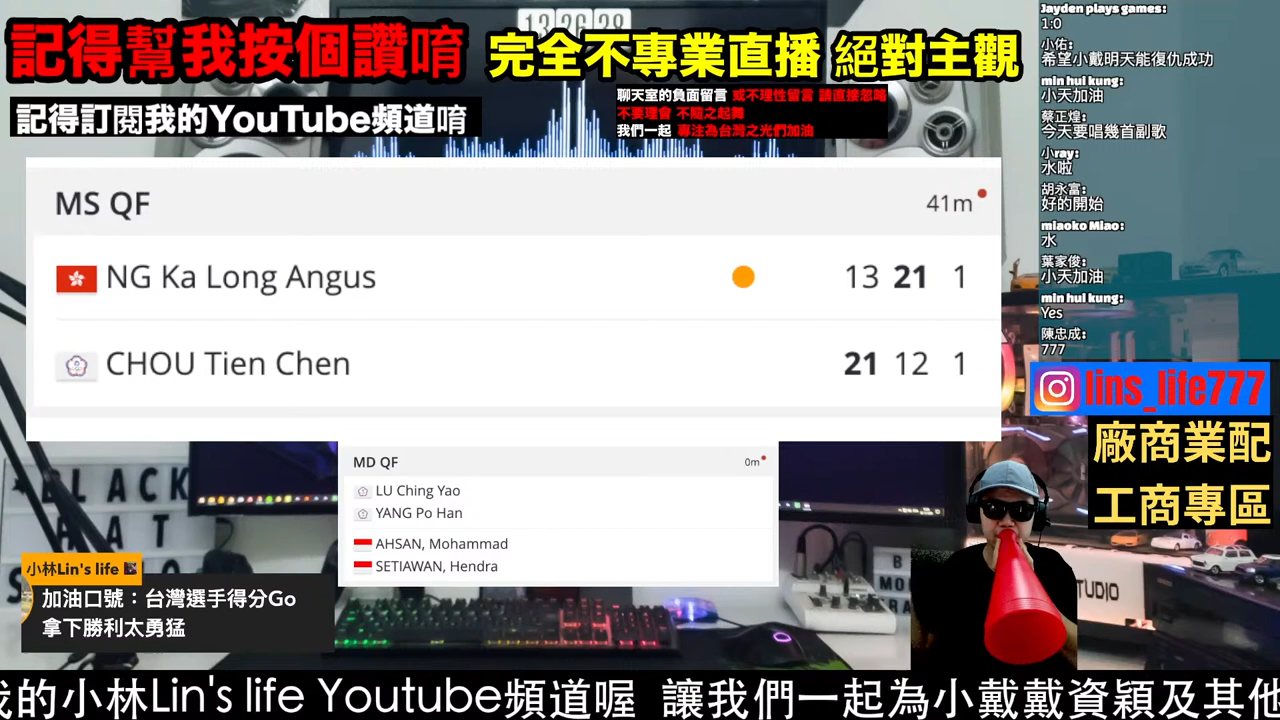 13 26 28
記得幫我按個讚唷
完全不專業直播 絕對主觀
記得訂閱我的YouTube頻道唷
聊天室的負面留言 或不理性留言 請直接忽略
不要理會 不隨之起舞
我們一起 專注為台灣之光們加油
MS QF
41m
NG Ka Long Angus
13 21 1
CHOU Tien Chen
21 12 1
MD QF
0m
LU Ching Yao
YANG Po Han
AHSAN, Mohammad
SETIAWAN, Hendra
Jayden plays games:
1:0
小佑:
希望小戴明天能復仇成功
min hui kung:
小天加油
蔡正煌:
今天要唱幾首副歌
小ray:
水啦
胡永富:
好的開始
miaoko Miao:
水
葉家俊:
小天加油
min hui kung:
Yes
陳忠成:
777
lins_life777
廠商業配
工商專區
BLACK
小林Lin's life
加油口號：台灣選手得分Go
拿下勝利太勇猛
我的小林Lin's life Youtube頻道喔 讓我們一起為小戴戴資穎及其他